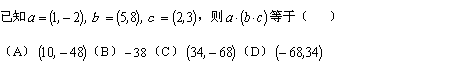 已知a=(1,−2), b=(5,8), c=(2,3)，则a·(b·c)等于（  ）
（A）(10,−48)（B）−38（C）(34,−68)（D）(−68,34)